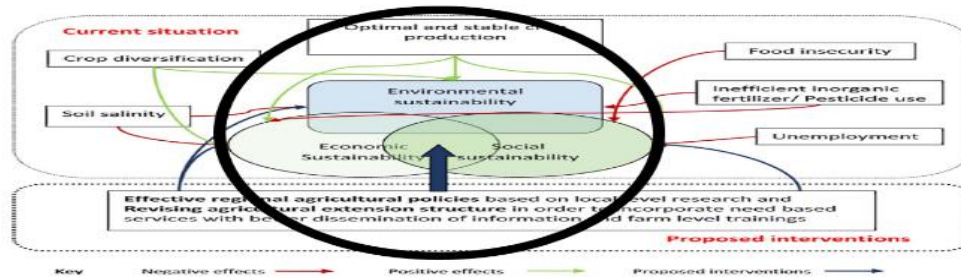 Optimal and stable c
production
Current situation
Crop diversification
Food insecurity
Environmental
sustainability
Inefficient inorganic
fertilizer/ Pesticide use
Soil salinity
Unemployment
Economic
Sustainability
Social
sustainability
Effective regional agricultural policies based on local level research and
Revising agricultural extension structure in order to incorporate need based
services with better dissemination of information and farm level trainings
Proposed interventions
Key Negative effects Positive effects Proposed interventions